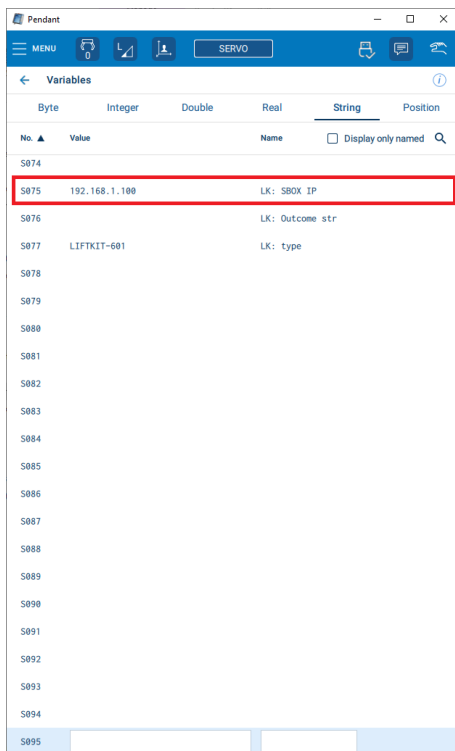 Pendant
MENU 0 L SERVO
Variables
Byte Integer Double Real String Position
No. ▲ Value Name Display only named
S074
S075 192.168.1.100 LK: SBOX IP
S076 LK: Outcome str
S077 LIFTKIT-601 LK: type
S078
S079
S080
S081
S082
S083
S084
S085
S086
S087
S088
S089
S090
S091
S092
S093
S094
S095